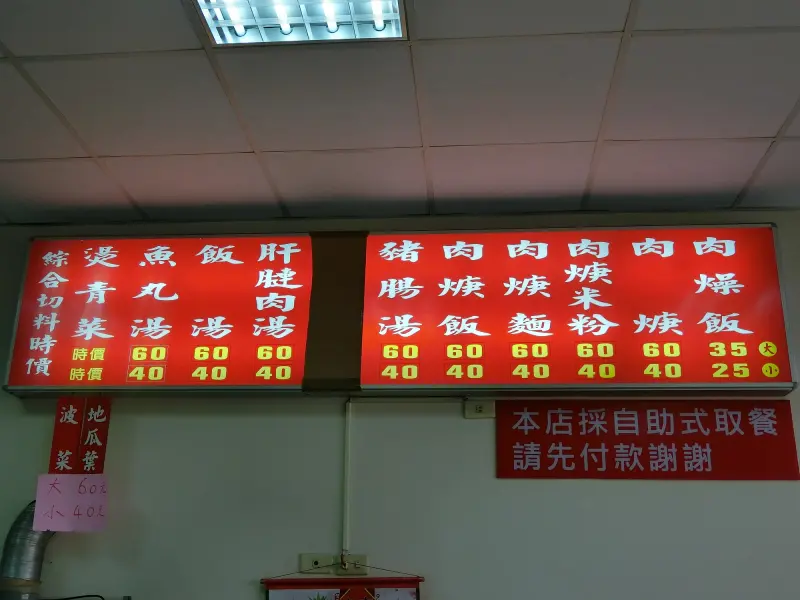 肉燥飯 35 大
25 小
肉焿 60
40
肉焿米粉 60
40
肉焿麵 60
40
肉焿飯 60
40
豬腸湯 60
40
肝腱肉湯 60
40
飯湯 60
40
魚丸湯 60
40
燙青菜 時價
時價
綜合切料時價
本店採自助式取餐
請先付款謝謝
地瓜葉
波菜
大 60元
小 40元